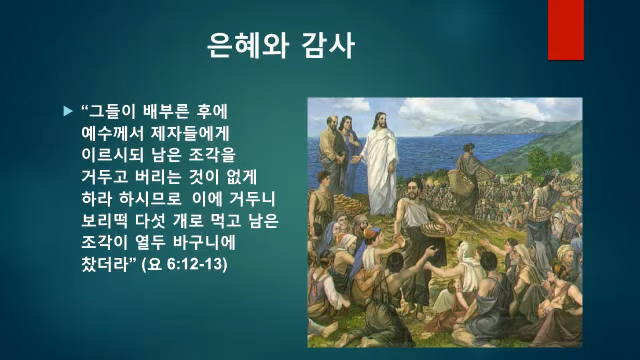 은혜와 감사
“그들이 배부른 후에
예수께서 제자들에게
이르시되 남은 조각을
거두고 버리는 것이 없게
하라 하시므로 이에 거두니
보리떡 다섯 개로 먹고 남은
조각이 열두 바구니에
찼더라” (요 6:12-13)